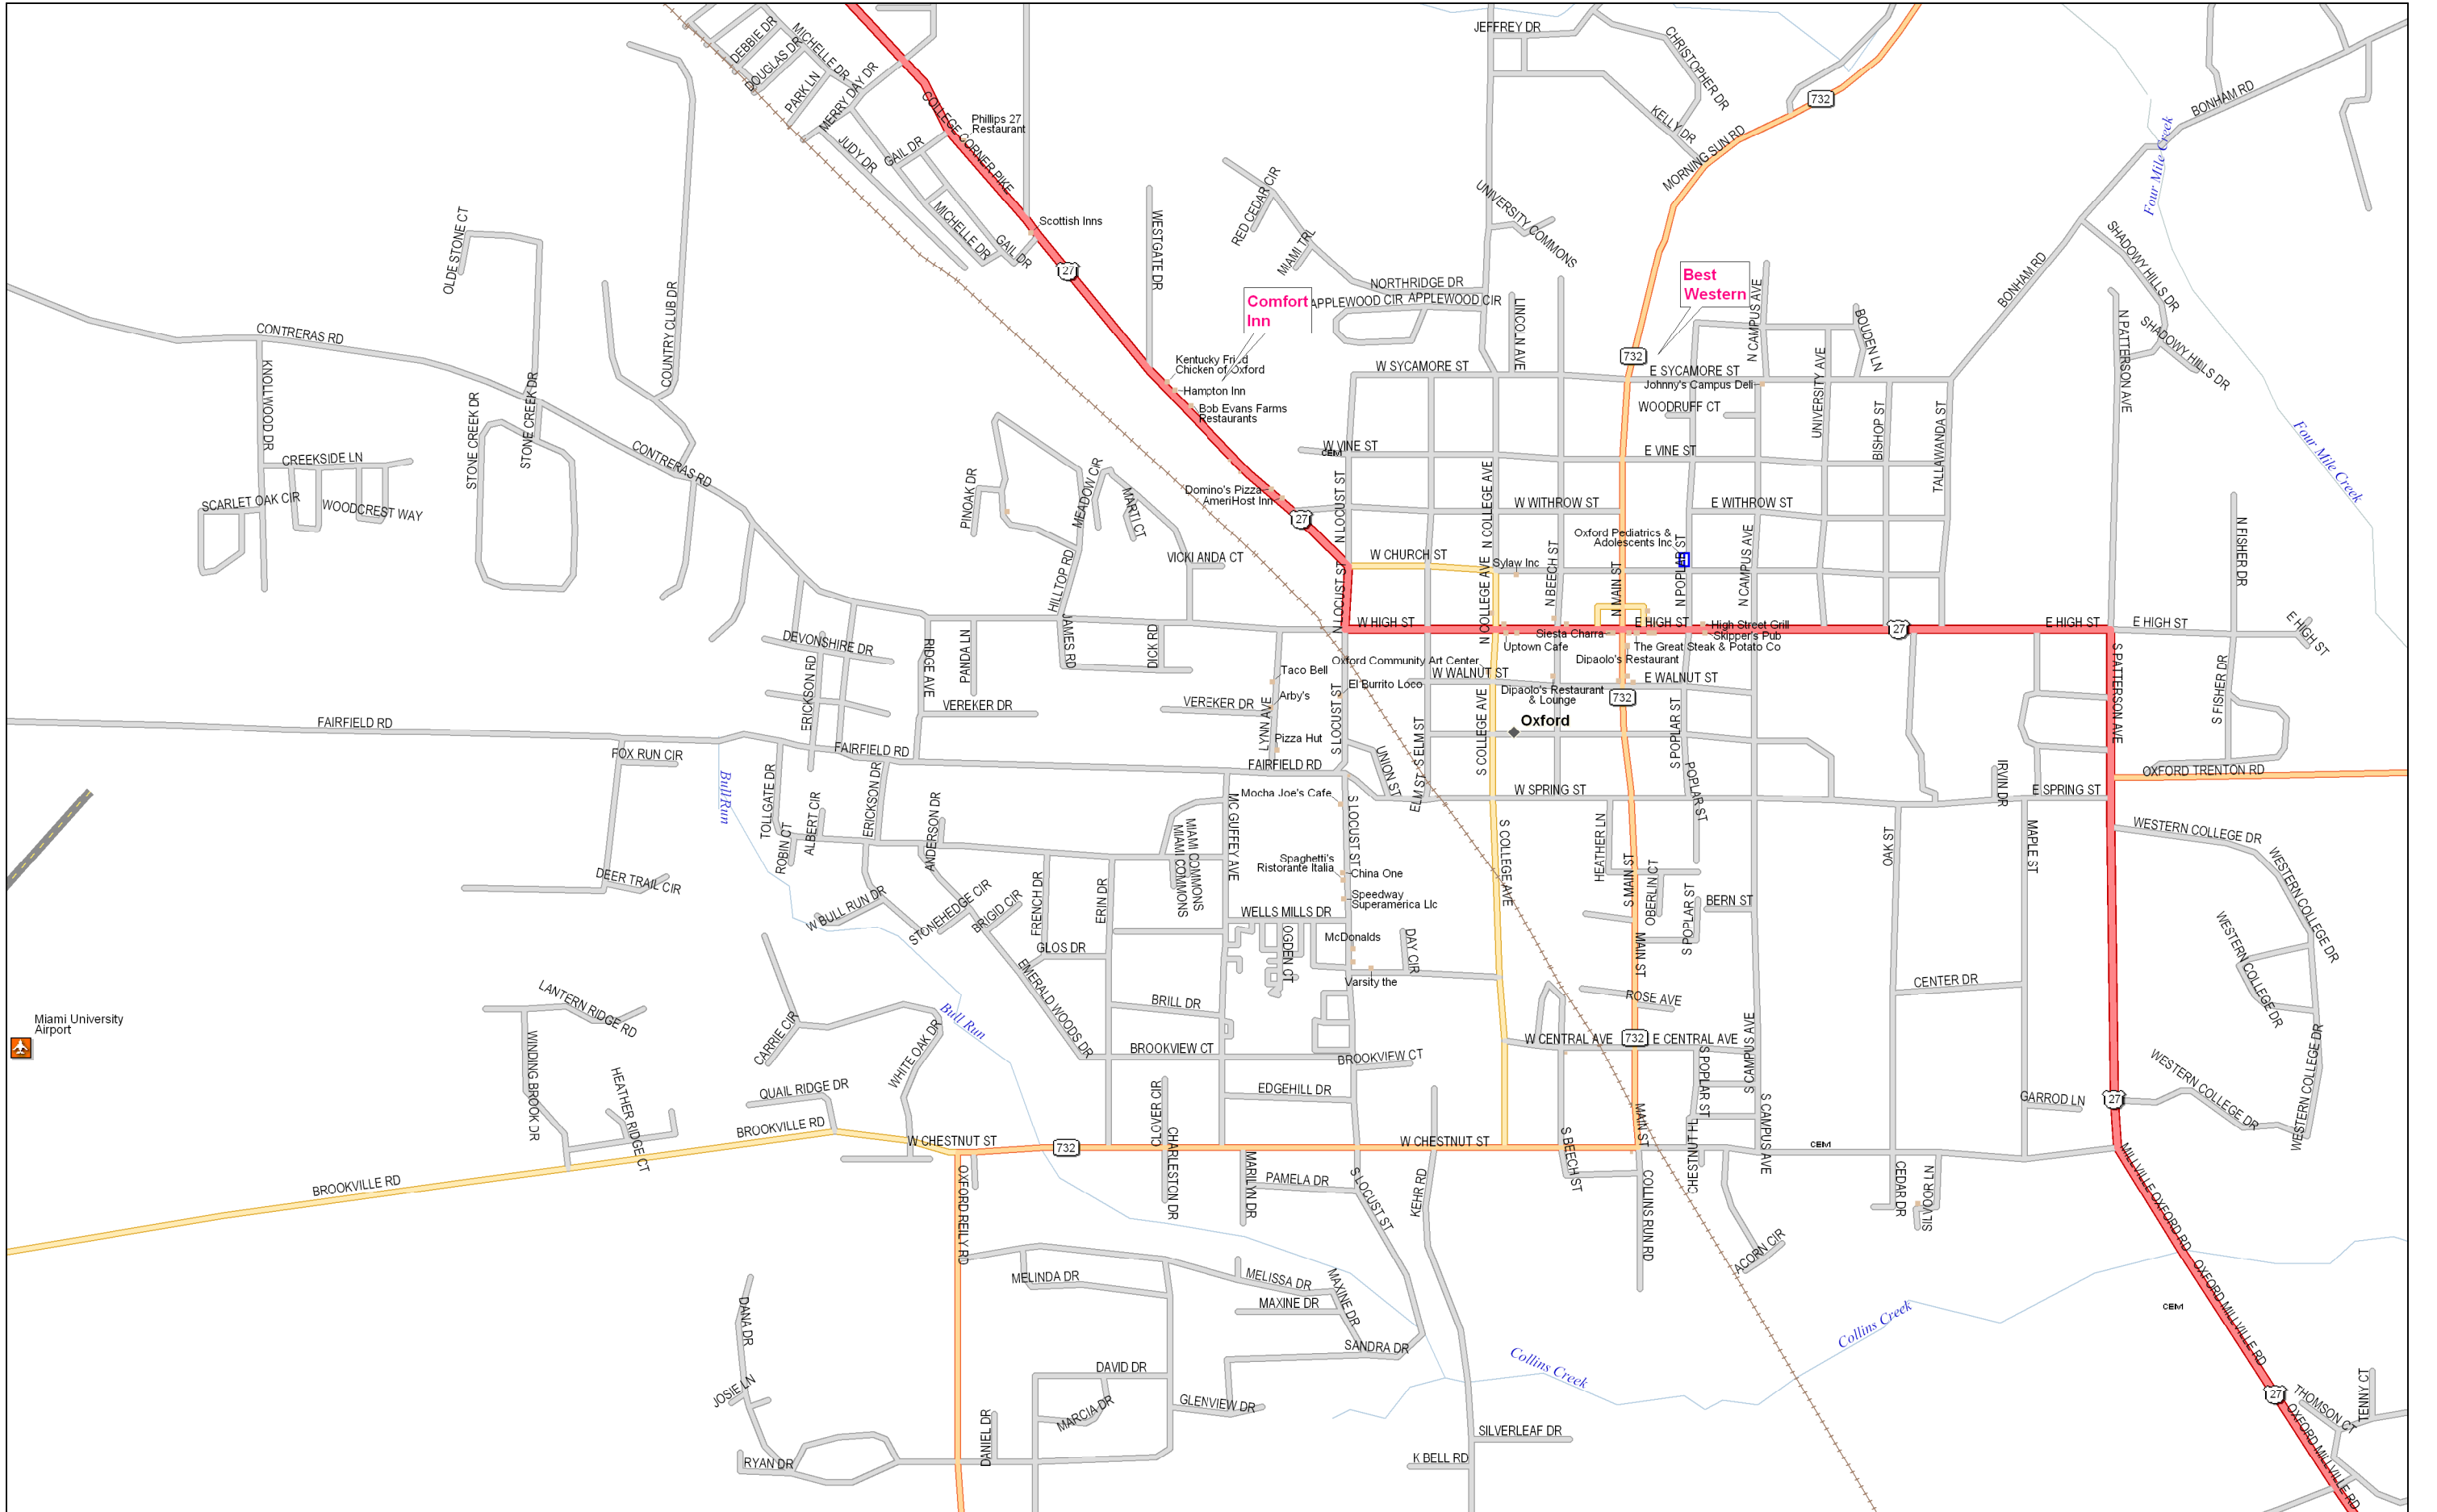 DEBBIE DR
MICHELLE DR
DOUGLAS DR
PARK LN
MERRY DAY DR
JUDY DR
GAIL DR
COLLEGE CORNER PIKE
Phillips 27
Restaurant
JEFFREY DR
CHRISTOPHER DR
KELLY DR
732
MORNING SUN RD
BONHAM RD
Four Mile Creek
MICHELLE DR
GAIL DR
Scottish Inns
27
WESTGATE DR
RED CEDAR CIR
MIAMI TRL
UNIVERSITY COMMONS
NORTHRIDGE DR
APPLEWOOD CIR
APPLEWOOD CIR
LINCOLN AVE
Best
Western
Comfort
Inn
N CAMPUS AVE
BOUDEN LN
BONHAM RD
SHADOWY HILLS DR
SHADOWY HILLS DR
N PATTERSON AVE
Four Mile Creek
OLDE STONE CT
COUNTRY CLUB DR
CONTRERAS RD
KNOLLWOOD DR
STONE CREEK DR
STONE CREEK DR
CONTRERAS RD
CREEKSIDE LN
SCARLET OAK CIR
WOODCREST WAY
Kentucky Fried
Chicken of Oxford
Hampton Inn
Bob Evans Farms
Restaurants
W SYCAMORE ST
732
E SYCAMORE ST
Johnny's Campus Deli
WOODRUFF CT
UNIVERSITY AVE
BISHOP ST
TALLAWANDA ST
W VINE ST
CEM
E VINE ST
PINOAK DR
MEADOW CIR
MARTI CT
Domino's Pizza
AmeriHost Inn
27
N LOCUST ST
N COLLEGE AVE
W WITHROW ST
E WITHROW ST
Oxford Pediatrics &
Adolescents Inc
N FISHER DR
HILLTOP RD
VICKI ANDA CT
W CHURCH ST
Sylaw Inc
N BEECH ST
N MAIN ST
N POPLAR ST
N CAMPUS AVE
N LOCUST ST
N COLLEGE AVE
W HIGH ST
E HIGH ST
High Street Grill
Skipper's Pub
27
E HIGH ST
E HIGH ST
E HIGH ST
Siesta Charra
Uptown Cafe
The Great Steak & Potato Co
Dipaolo's Restaurant
DEVONSHIRE DR
ERICKSON RD
RIDGE AVE
PANDA LN
JAMES RD
DICK RD
Oxford Community Art Center
Taco Bell
El Burrito Loco
W WALNUT ST
E WALNUT ST
Arby's
Dipaolo's Restaurant
& Lounge
732
VEREKER DR
VEREKER DR
LYNN AVE
S LOCUST ST
S ELM ST
S COLLEGE AVE
Oxford
S POPLAR ST
S PATTERSON AVE
S FISHER DR
FAIRFIELD RD
FOX RUN CIR
FAIRFIELD RD
Pizza Hut
FAIRFIELD RD
UNION ST
ELM ST
POPLAR ST
OXFORD TRENTON RD
Bull Run
TOLLGATE DR
ROBIN CT
ALBERT CIR
ERICKSON DR
ANDERSON DR
MC GUFFEY AVE
Mocha Joe's Cafe
W SPRING ST
IRVIN DR
E SPRING ST
MIAMI COMMONS
MIAMI COMMONS
S LOCUST ST
S COLLEGE AVE
HEATHER LN
S MAIN ST
OBERLIN CT
OAK ST
MAPLE ST
WESTERN COLLEGE DR
WESTERN COLLEGE DR
Spaghetti's
Ristorante Italia
China One
Speedway
Superamerica Llc
DEER TRAIL CIR
W BULL RUN DR
STONEHEDGE CIR
BRIGID CIR
FRENCH DR
ERIN DR
WELLS MILLS DR
BERN ST
S POPLAR ST
GLOS DR
OGDEN CT
McDonalds
DAY CIR
MAIN ST
Varsity the
WESTERN COLLEGE DR
EMERALD WOODS DR
CENTER DR
LANTERN RIDGE RD
Miami University
Airport
WINDING BROOK DR
CARRIE CIR
WHITE OAK DR
Bull Run
BRILL DR
ROSE AVE
W CENTRAL AVE
732
E CENTRAL AVE
S CAMPUS AVE
BROOKVIEW CT
BROOKVIEW CT
S POPLAR ST
HEATHER RIDGE CT
QUAIL RIDGE DR
EDGEHILL DR
S CAMPUS AVE
GARROD LN
27
WESTERN COLLEGE DR
WESTERN COLLEGE DR
BROOKVILLE RD
W CHESTNUT ST
732
CLOVER CIR
CHARLESTON DR
W CHESTNUT ST
MAIN ST
CEM
BROOKVILLE RD
OXFORD REILY RD
MARILYN DR
PAMELA DR
S LOCUST ST
KEHR RD
S BEECH ST
COLLINS RUN RD
CHESTNUT HL
CEDAR DR
SILVOOR LN
MILLVILLE OXFORD RD
ACORN CIR
MELINDA DR
MELISSA DR
MAXINE DR
MAXINE DR
DANA DR
Collins Creek
CEM
OXFORD MILLVILLE RD
SANDRA DR
Collins Creek
DAVID DR
JOSIE LN
MARCIA DR
GLENVIEW DR
27
THOMSON CT
TENNY CT
DANIEL DR
SILVERLEAF DR
RYAN DR
K BELL RD
OXFORD MILLVILLE RD